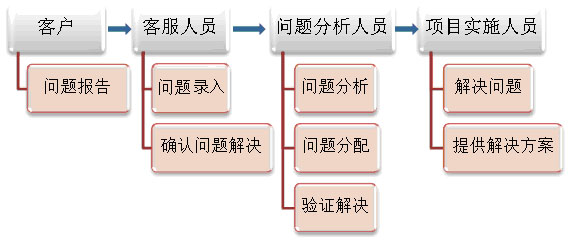 客户
客服人员
问题分析人员
项目实施人员
问题报告
问题录入
问题分析
解决问题
确认问题解决
问题分配
提供解决方案
验证解决